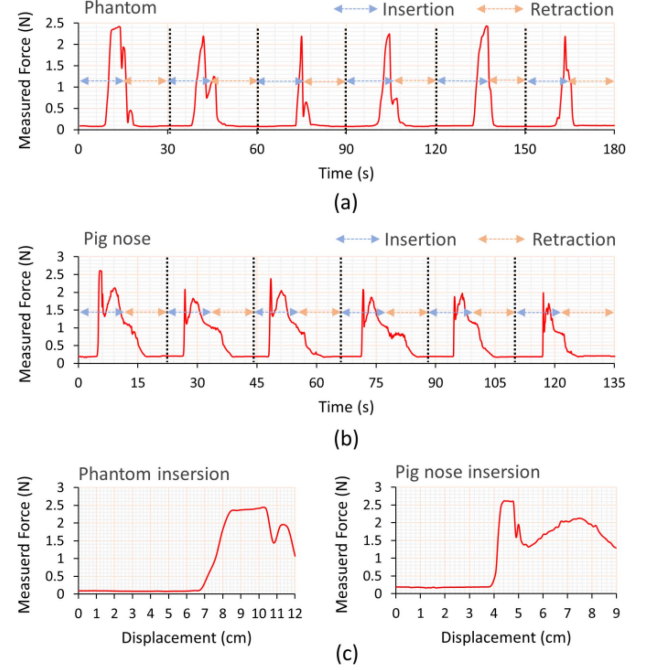 Phantom
Insertion
Retraction
Measured Force (N)
2.5
2
1.5
1
0.5
0
0 30 60 90 120 150 180
Time (s)
(a)
Pig nose
Insertion
Retraction
Measured Force (N)
3
2.5
2
1.5
1
0.5
0
0 15 30 45 60 75 90 105 120 135
Time (s)
(b)
Phantom insersion
Measuerd Force (N)
3
2.5
2
1.5
1
0.5
0
0 1 2 3 4 5 6 7 8 9 10 11 12
Displacement (cm)
Pig nose insersion
Measuerd Force (N)
3
2.5
2
1.5
1
0.5
0
0 1 2 3 4 5 6 7 8 9
Displacement (cm)
(c)